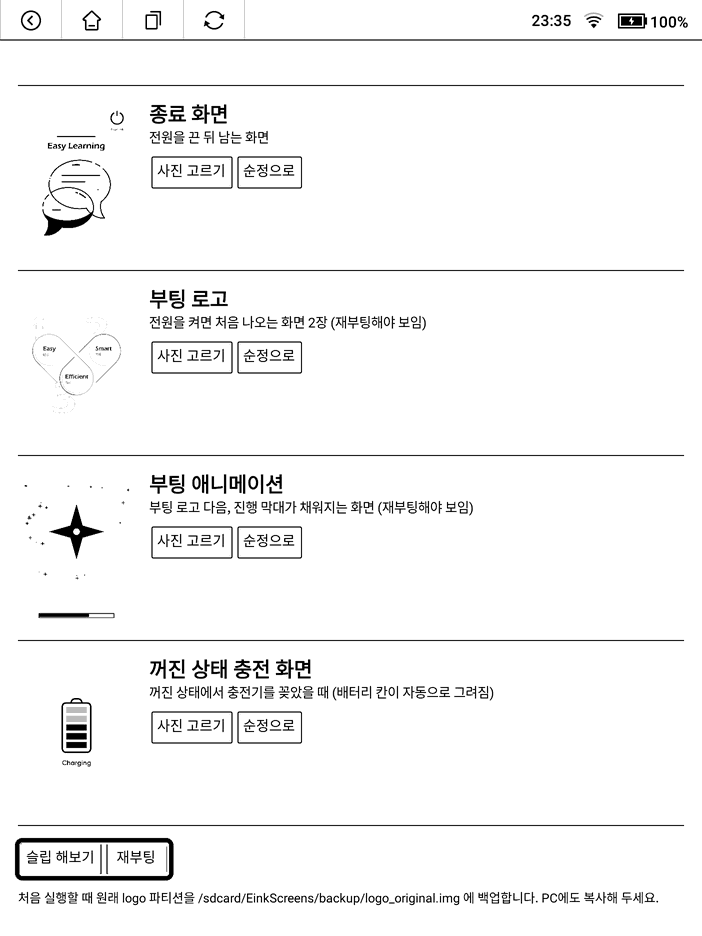 23:35
100%
종료 화면
전원을 끈 뒤 남는 화면
사진 고르기
순정으로
Easy Learning
부팅 로고
전원을 켜면 처음 나오는 화면 2장 (재부팅해야 보임)
사진 고르기
순정으로
Easy
Smart
Efficient
부팅 애니메이션
부팅 로고 다음, 진행 막대가 채워지는 화면 (재부팅해야 보임)
사진 고르기
순정으로
꺼진 상태 충전 화면
꺼진 상태에서 충전기를 꽂았을 때 (배터리 칸이 자동으로 그려짐)
사진 고르기
순정으로
Charging
슬립 해보기
재부팅
처음 실행할 때 원래 logo 파티션을 /sdcard/EinkScreens/backup/logo_original.img 에 백업합니다. PC에도 복사해 두세요.